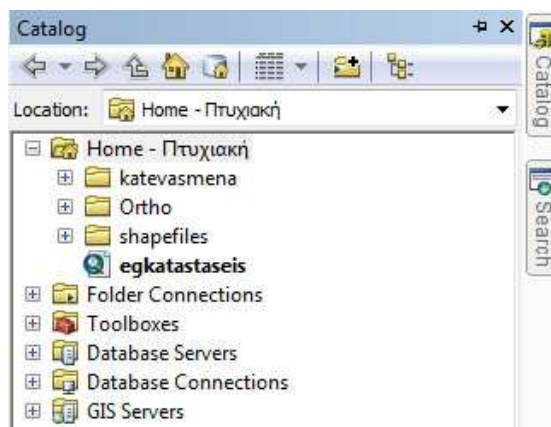 Catalog
Location: Home - Πτυχιακή
Home - Πτυχιακή
katevasmena
Ortho
shapefiles
egkatastaseis
Folder Connections
Toolboxes
Database Servers
Database Connections
GIS Servers
Catalog
Search